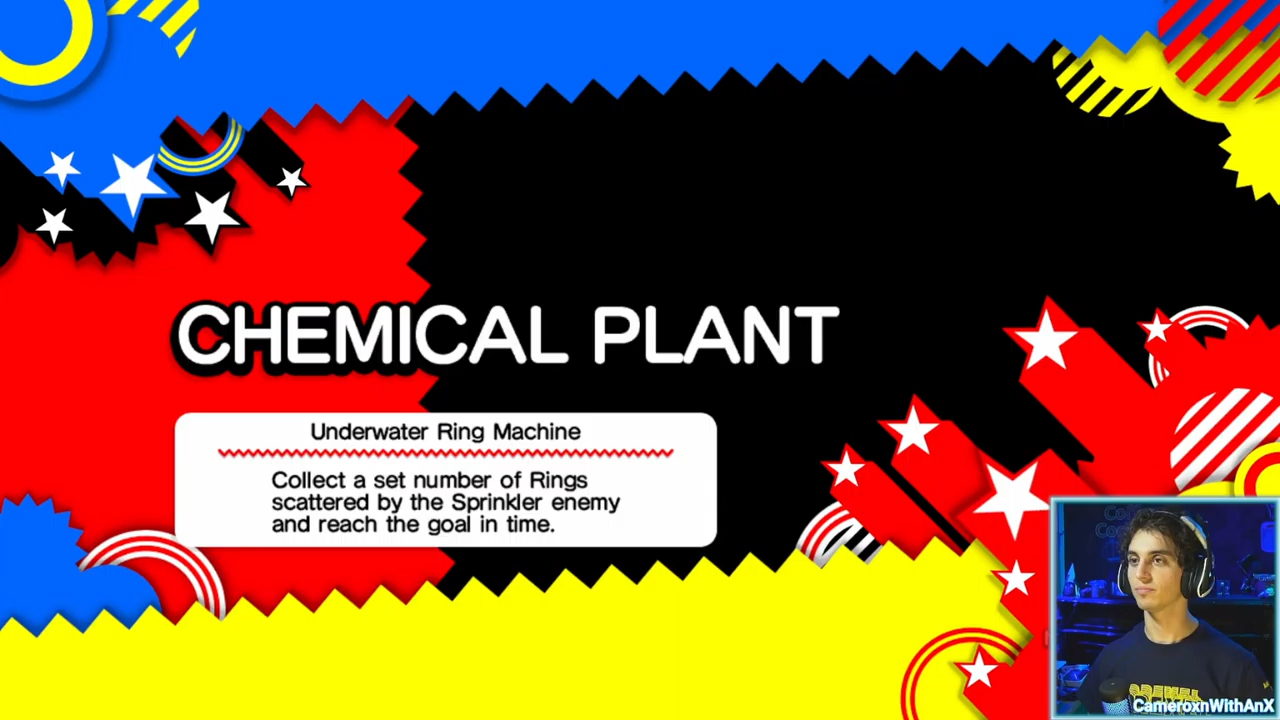 CHEMICAL PLANT
Underwater Ring Machine
Collect a set number of Rings
scattered by the Sprinkler enemy
and reach the goal in time.
CameroxnWithAnX